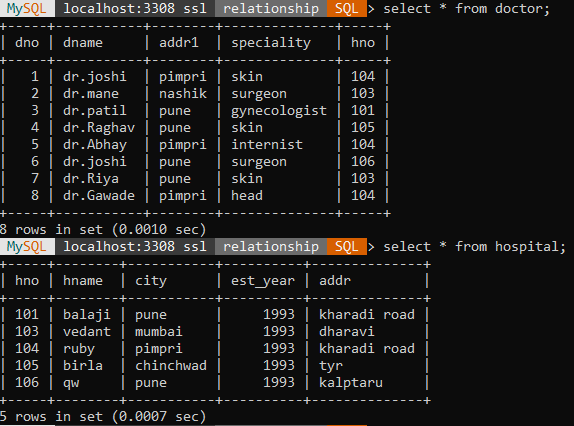 MySQL localhost:3308 ssl relationship SQL > select * from doctor;
+-----+-----------+--------+--------------+-----+
| dno | dname | addr1 | speciality | hno |
+-----+-----------+--------+--------------+-----+
| 1 | dr.joshi | pimpri | skin | 104 |
| 2 | dr.mane | nashik | surgeon | 103 |
| 3 | dr.patil | pune | gynecologist | 101 |
| 4 | dr.Raghav | pune | skin | 105 |
| 5 | dr.Abhay | pimpri | internist | 104 |
| 6 | dr.joshi | pune | surgeon | 106 |
| 7 | dr.Riya | pune | skin | 103 |
| 8 | dr.Gawade | pimpri | head | 104 |
+-----+-----------+--------+--------------+-----+
8 rows in set (0.0010 sec)
MySQL localhost:3308 ssl relationship SQL > select * from hospital;
+-----+---------+-----------+----------+--------------+
| hno | hname | city | est_year | addr |
+-----+---------+-----------+----------+--------------+
| 101 | balaji | pune | 1993 | kharadi road |
| 103 | vedant | mumbai | 1993 | dharavi |
| 104 | ruby | pimpri | 1993 | kharadi road |
| 105 | birla | chinchwad | 1993 | tyr |
| 106 | qw | pune | 1993 | kalptaru |
+-----+---------+-----------+----------+--------------+
5 rows in set (0.0007 sec)